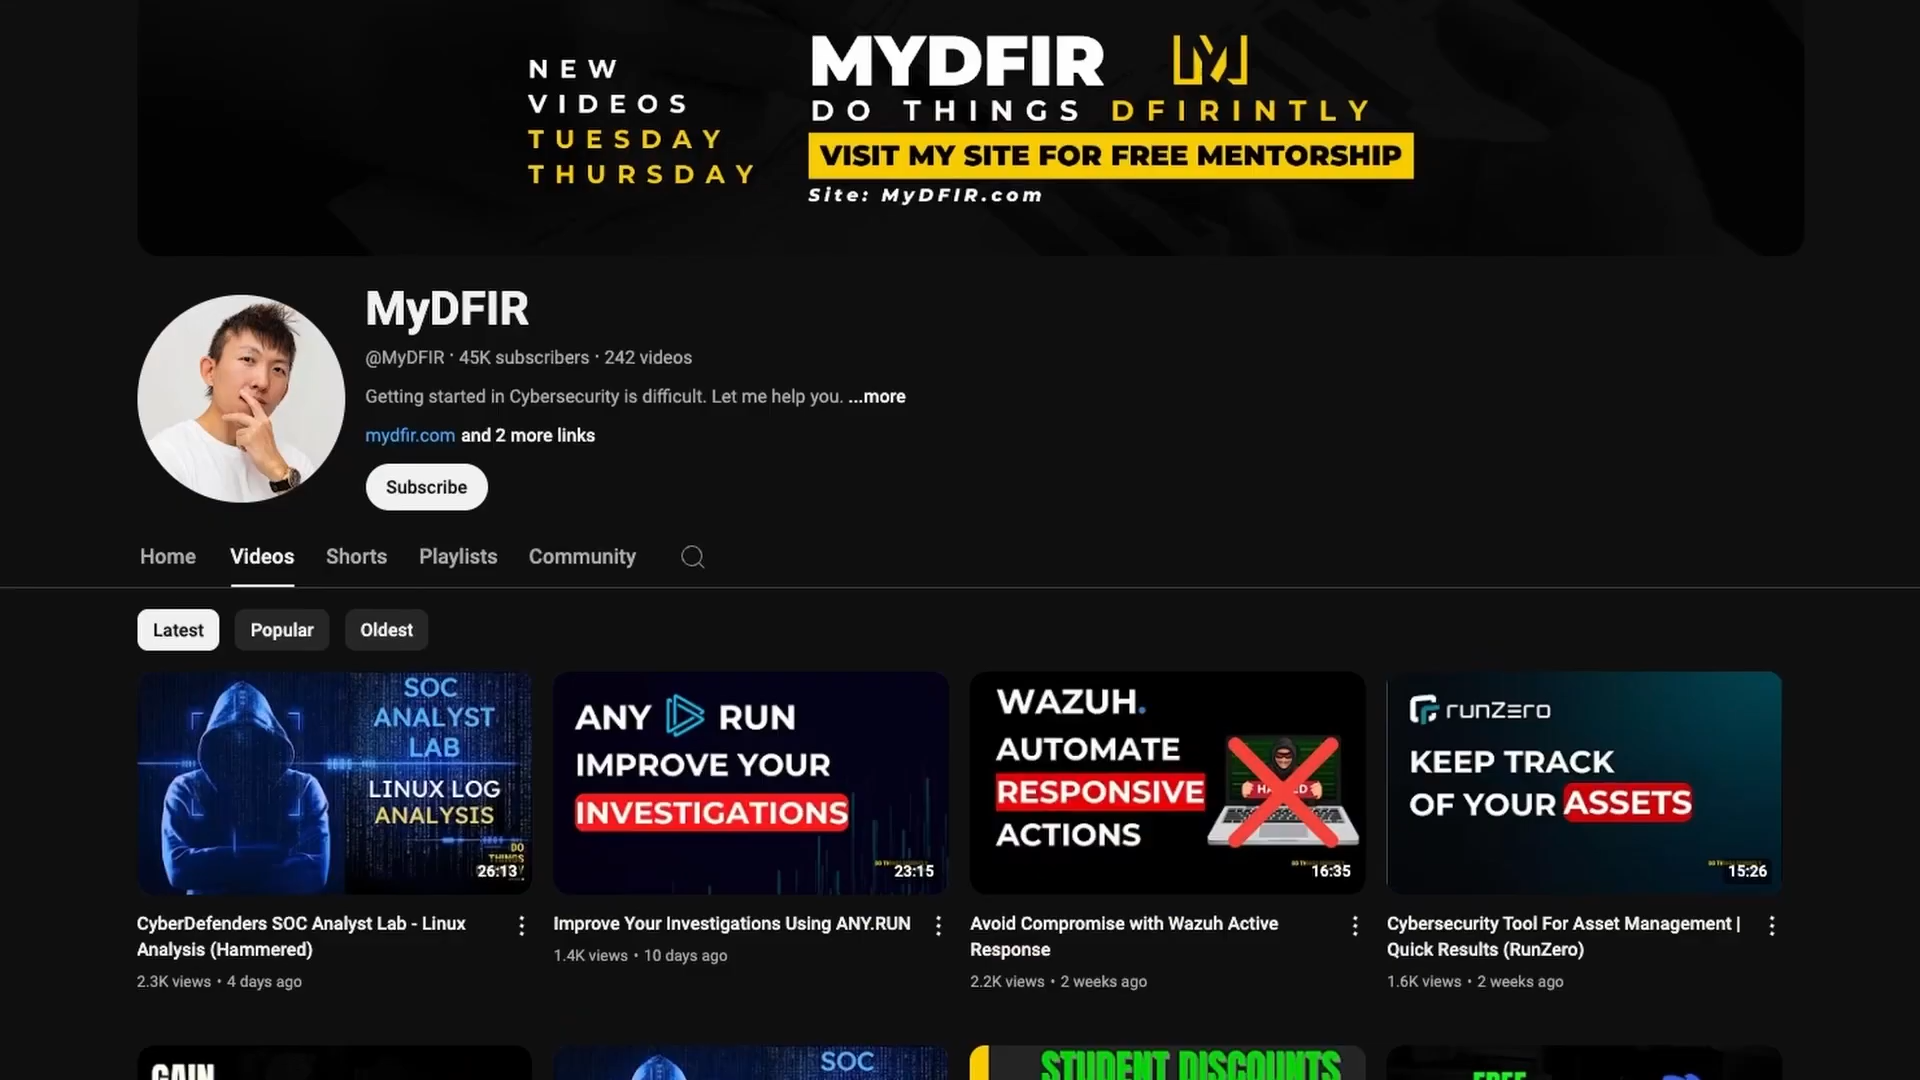 NEW
VIDEOS
TUESDAY
THURSDAY
MYDFIR
DO THINGS DFIRINTLY
VISIT MY SITE FOR FREE MENTORSHIP
Site: MyDFIR.com
MyDFIR
@MyDFIR · 45K subscribers · 242 videos
Getting started in Cybersecurity is difficult. Let me help you. ...more
mydfir.com and 2 more links
Subscribe
Home Videos Shorts Playlists Community
Latest Popular Oldest
SOC
ANALYST
LAB
LINUX LOG
ANALYSIS
DO
THINGS
26:13
ANY RUN
IMPROVE YOUR
INVESTIGATIONS
23:15
WAZUH.
AUTOMATE
RESPONSIVE
ACTIONS
16:35
runZero
KEEP TRACK
OF YOUR ASSETS
15:26
CyberDefenders SOC Analyst Lab - Linux
Analysis (Hammered)
2.3K views • 4 days ago
Improve Your Investigations Using ANY.RUN
1.4K views • 10 days ago
Avoid Compromise with Wazuh Active
Response
2.2K views • 2 weeks ago
Cybersecurity Tool For Asset Management |
Quick Results (RunZero)
1.6K views • 2 weeks ago
GAIN
SOC
STUDENT DISCOUNTS
FREE